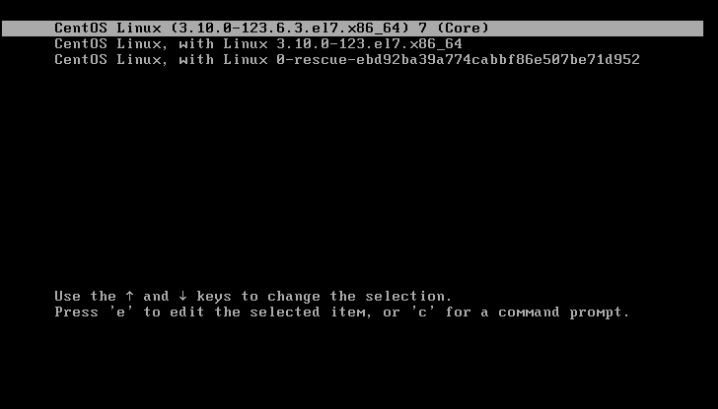 CentOS Linux (3.10.0-123.6.3.el7.x86_64) 7 (Core)
CentOS Linux, with Linux 3.10.0-123.el7.x86_64
CentOS Linux, with Linux 0-rescue-ebd92ba39a774cabbf86e507be71d952
Use the ↑ and ↓ keys to change the selection.
Press 'e' to edit the selected item, or 'c' for a command prompt.